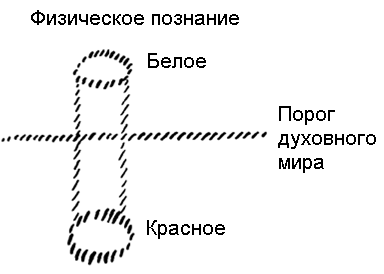 Физическое познание
Белое
Порог
духовного
мира
Красное